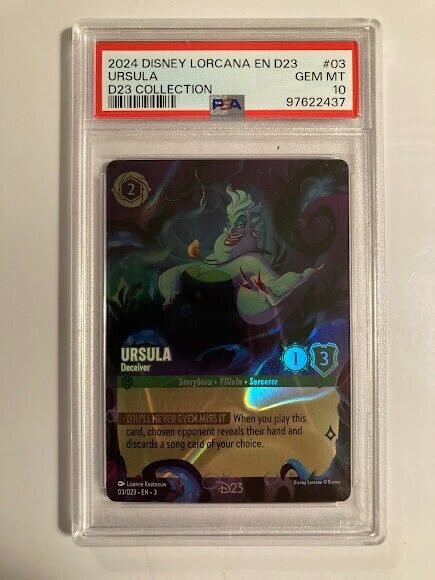 2024 DISNEY LORCANA EN D23 #03
URSULA GEM MT
D23 COLLECTION 10
PSA 97622437
2
URSULA
Deceiver
1 3
Storyborn • Villain • Sorcerer
YOU'LL NEVER EVEN MISS IT When you play this
card, chosen opponent reveals their hand and
discards a song card of your choice.
Lisanne Koeteeuw
03/D23 • EN • 3
D23
Disney Lorcana © Disney